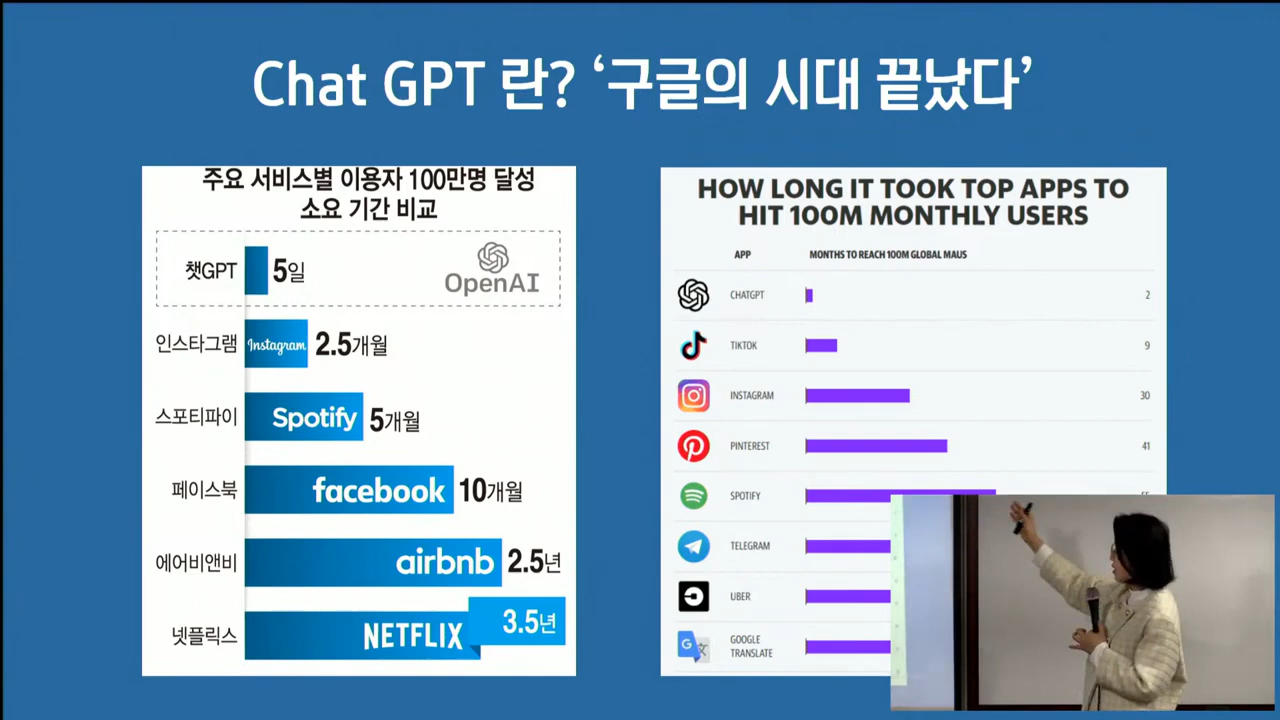 Chat GPT 란? ‘구글의 시대 끝났다’
주요 서비스별 이용자 100만명 달성
소요 기간 비교
챗GPT 5일 OpenAI
인스타그램 Instagram 2.5개월
스포티파이 Spotify 5개월
페이스북 facebook 10개월
에어비앤비 airbnb 2.5년
넷플릭스 NETFLIX 3.5년
HOW LONG IT TOOK TOP APPS TO
HIT 100M MONTHLY USERS
APP MONTHS TO REACH 100M GLOBAL MAUS
CHATGPT 2
TIKTOK 9
INSTAGRAM 30
PINTEREST 41
SPOTIFY
TELEGRAM
UBER
GOOGLE
TRANSLATE